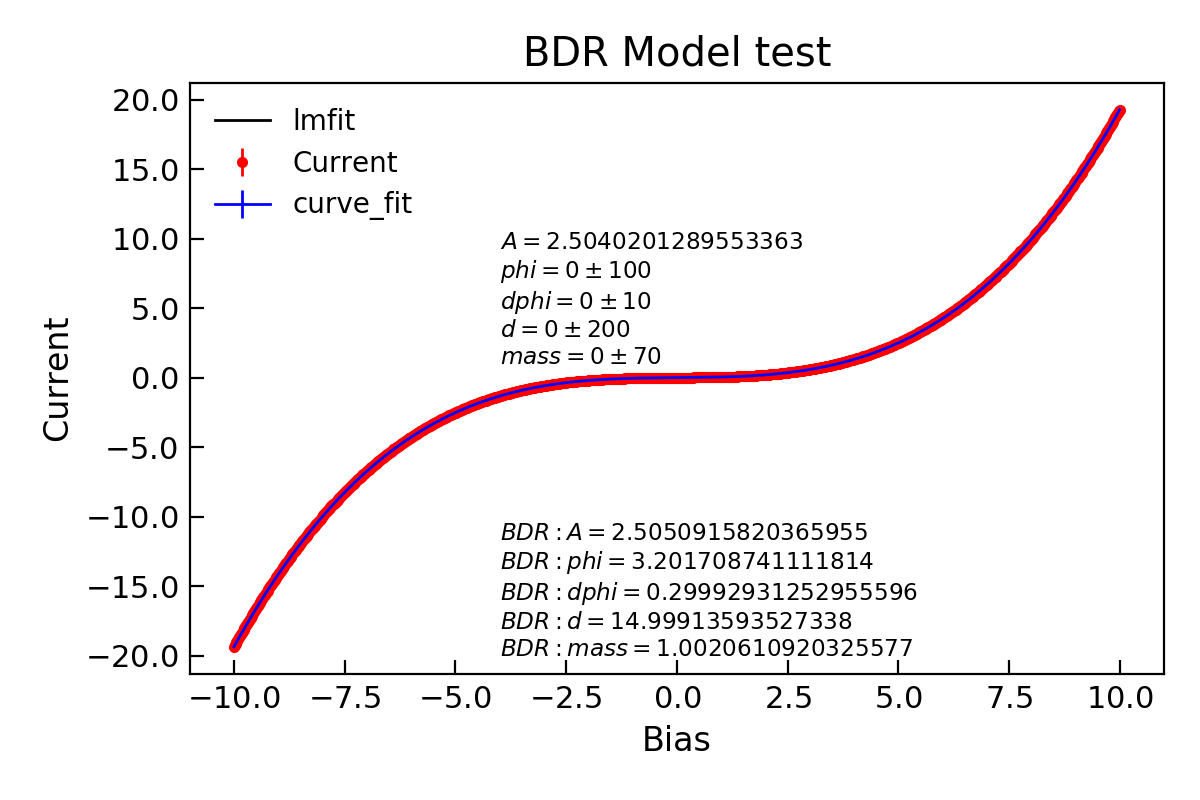 BDR Model test
20.0
15.0
10.0
5.0
0.0
−5.0
−10.0
−15.0
−20.0
Current
lmfit
Current
curve_fit
A = 2.5040201289553363
phi = 0 ± 100
dphi = 0 ± 10
d = 0 ± 200
mass = 0 ± 70
BDR : A = 2.5050915820365955
BDR : phi = 3.201708741111814
BDR : dphi = 0.29992931252955596
BDR : d = 14.99913593527338
BDR : mass = 1.0020610920325577
−10.0 −7.5 −5.0 −2.5 0.0 2.5 5.0 7.5 10.0
Bias